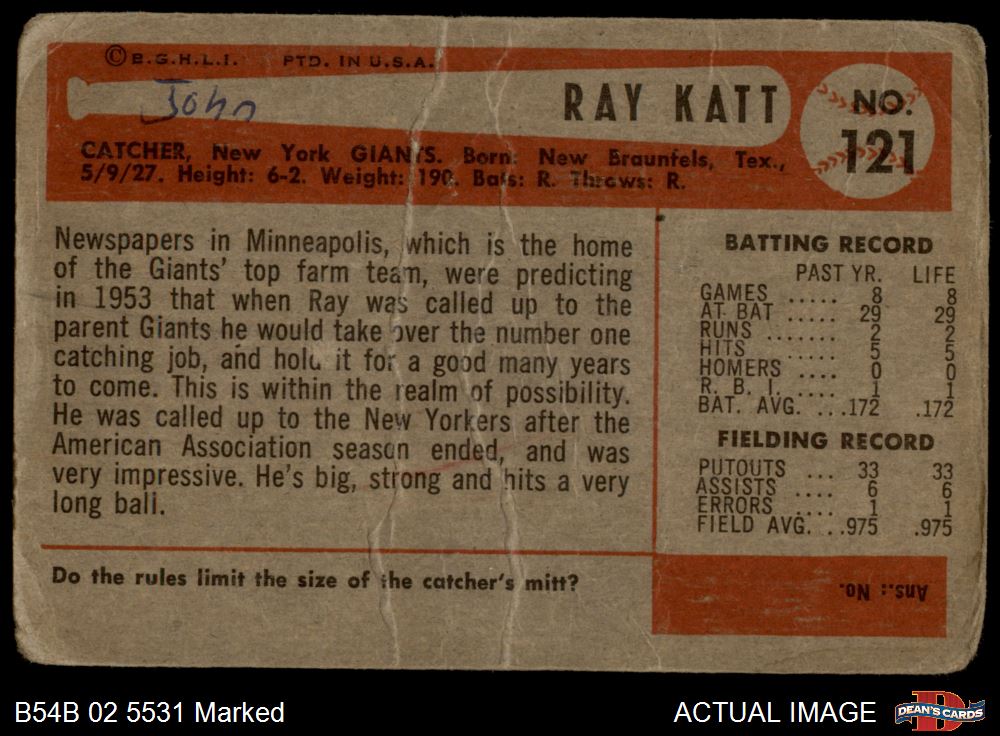 © B.G.H.L.I. PTD. IN U.S.A.
John
RAY KATT
NO. 121
CATCHER, New York GIANTS. Born: New Braunfels, Tex.,
5/9/27. Height: 6-2. Weight: 190. Bats: R. Throws: R.
Newspapers in Minneapolis, which is the home
of the Giants' top farm team, were predicting
in 1953 that when Ray was called up to the
parent Giants he would take over the number one
catching job, and hold it for a good many years
to come. This is within the realm of possibility.
He was called up to the New Yorkers after the
American Association season ended, and was
very impressive. He's big, strong and hits a very
long ball.
BATTING RECORD
PAST YR. LIFE
GAMES ..... 8 8
AT BAT ..... 29 29
RUNS ....... 2 2
HITS ..... 5 5
HOMERS .... 0 0
R. B. I. ..... 1 1
BAT. AVG. ...172 .172
FIELDING RECORD
PUTOUTS ... 33 33
ASSISTS .... 6 6
ERRORS .... 1 1
FIELD AVG. ..975 .975
Do the rules limit the size of the catcher's mitt?
Ans.: No.
B54B 02 5531 Marked
ACTUAL IMAGE
DEAN'S CARDS